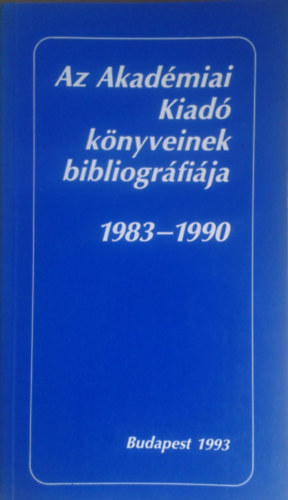 Az Akadémiai
Kiadó
könyveinek
bibliográfiája
1983–1990
Budapest 1993